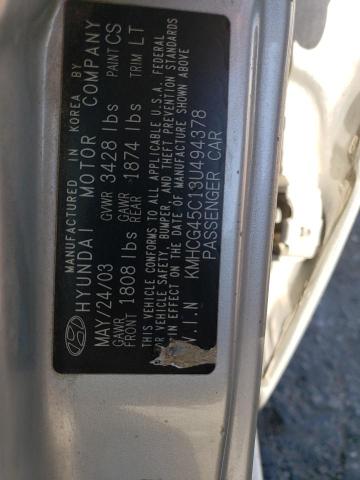 MANUFACTURED IN KOREA BY
HYUNDAI MOTOR COMPANY
MAY/24/03 GVWR 3428 lbs PAINT CS
GAWR FRONT 1808 lbs GAWR REAR 1874 lbs TRIM LT
THIS VEHICLE CONFORMS TO ALL APPLICABLE U.S.A. FEDERAL
VEHICLE SAFETY, BUMPER, AND THEFT PREVENTION STANDARDS
IN EFFECT ON THE DATE OF MANUFACTURE SHOWN ABOVE
V.I.N KMHCG45C13U494378
PASSENGER CAR